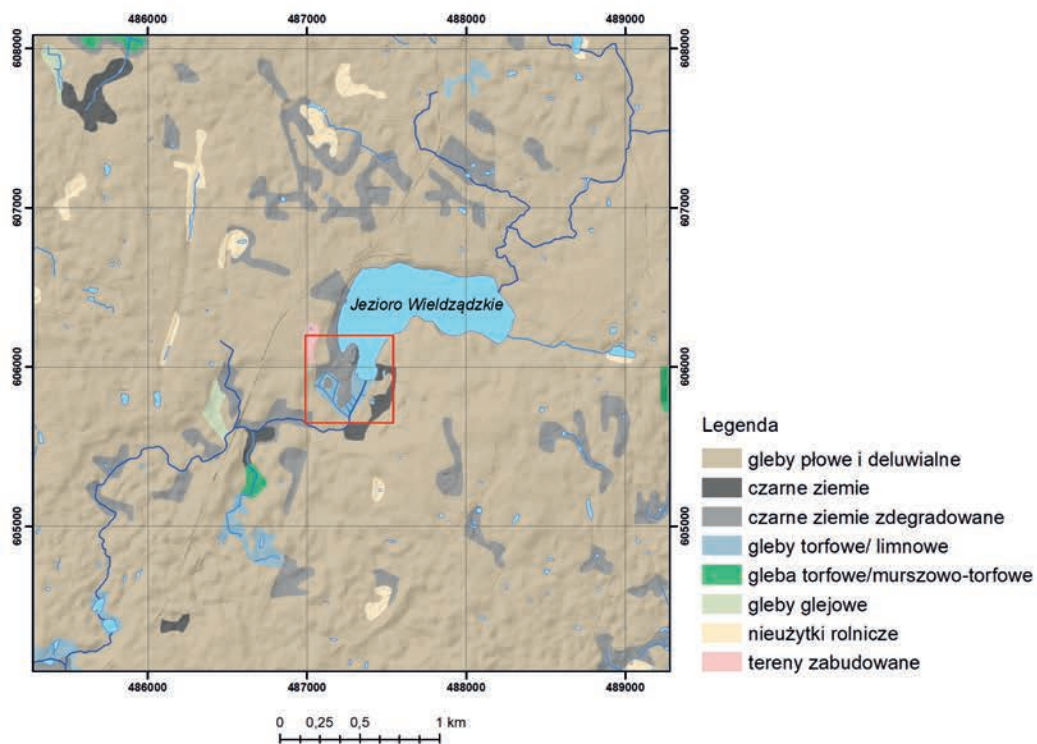 486000 487000 488000 489000
608000 608000
607000 607000
Jezioro Wieldządzkie
606000 606000
605000 605000
486000 487000 488000 489000
0 0,25 0,5 1 km
Legenda
gleby płowe i deluwialne
czarne ziemie
czarne ziemie zdegradowane
gleby torfowe/ limnowe
gleba torfowe/murszowo-torfowe
gleby glejowe
nieużytki rolnicze
tereny zabudowane